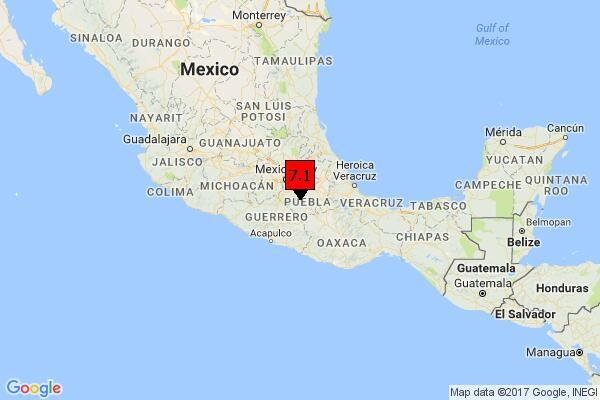 Monterrey
Gulf of
Mexico
SINALOA
DURANGO
TAMAULIPAS
Mexico
NAYARIT
SAN LUIS
POTOSI
Guadalajara
GUANAJUATO
JALISCO
Mérida
Cancún
YUCATAN
QUINTANA
ROO
CAMPECHE
COLIMA
MICHOACÁN
7.1
Heroica
Veracruz
PUEBLA
VERACRUZ
TABASCO
GUERRERO
Acapulco
OAXACA
CHIAPAS
Belmopan
Belize
Guatemala
Guatemala
Honduras
El Salvador
Managua
Google
Map data ©2017 Google, INEGI